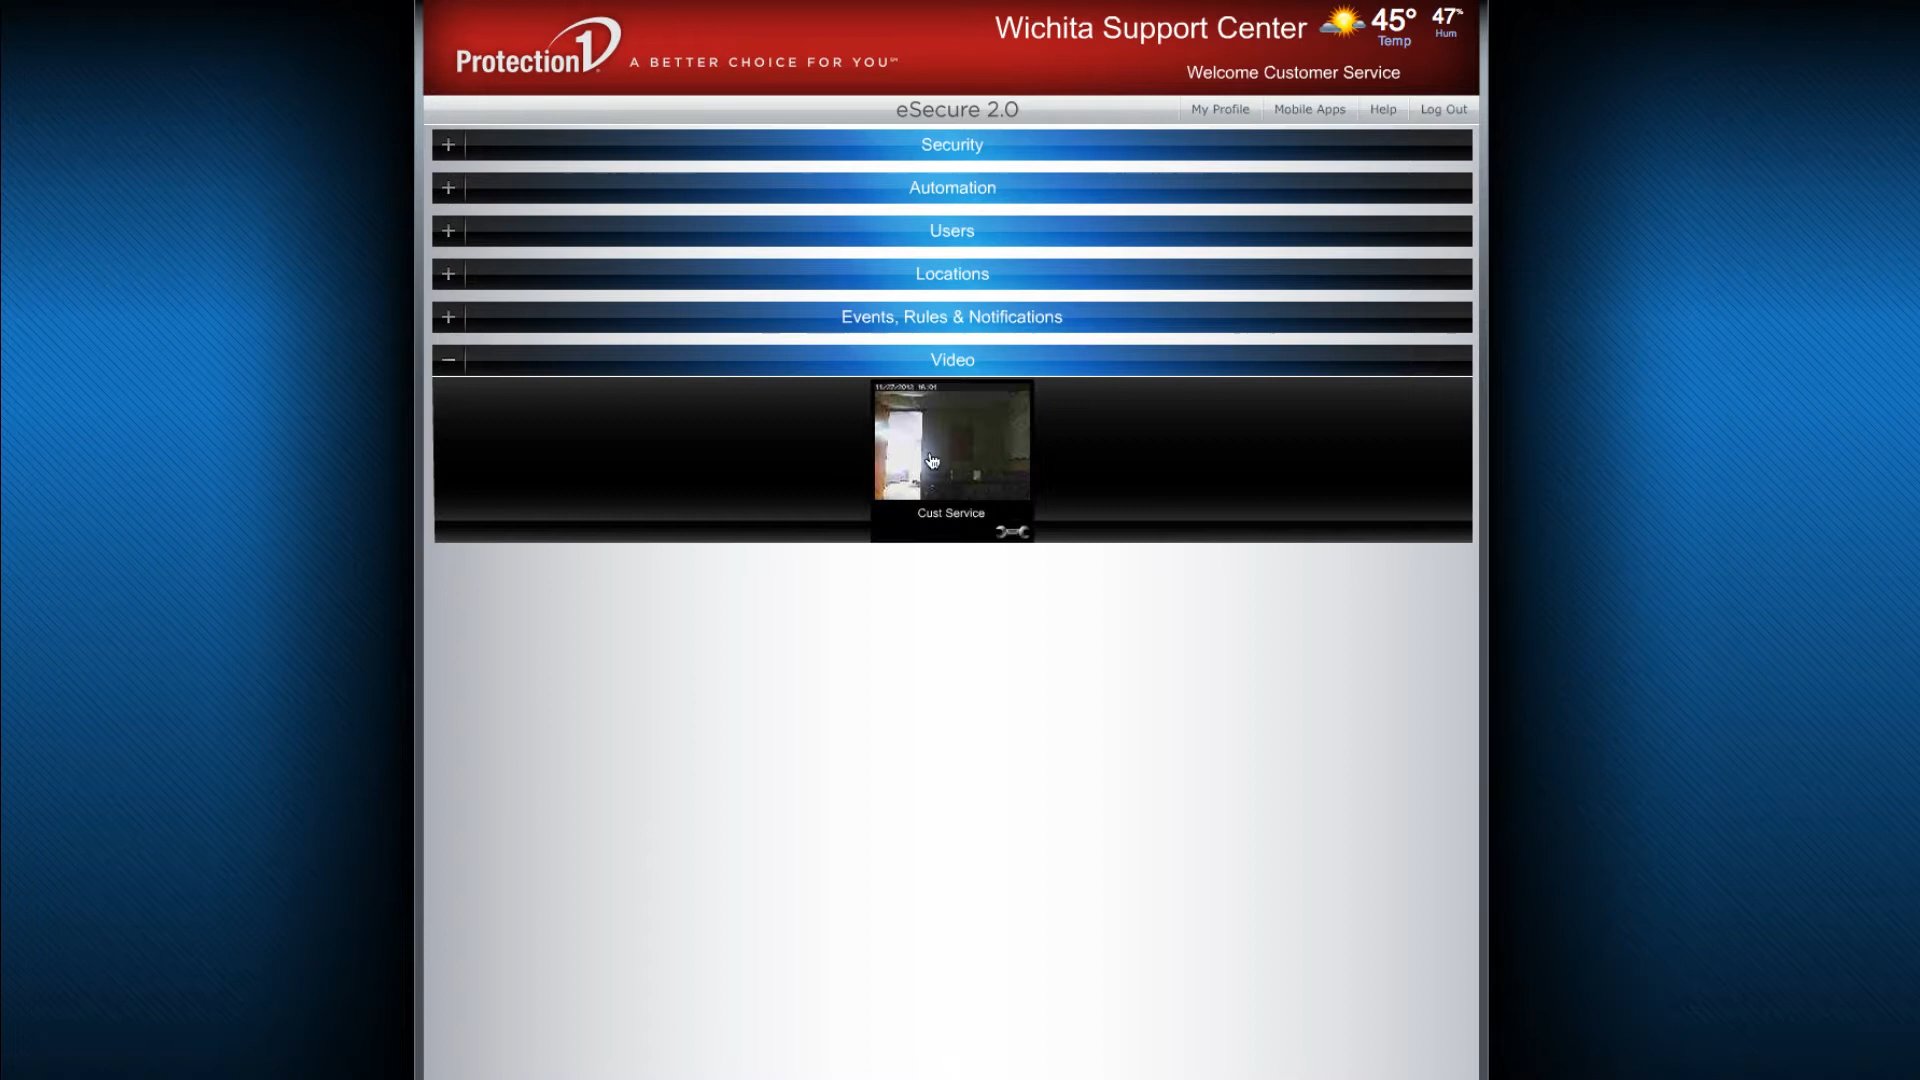 Protection1
A BETTER CHOICE FOR YOU℠
Wichita Support Center
45°
Temp
47%
Hum
Welcome Customer Service
eSecure 2.0
My Profile
Mobile Apps
Help
Log Out
Security
Automation
Users
Locations
Events, Rules & Notifications
Video
Cust Service